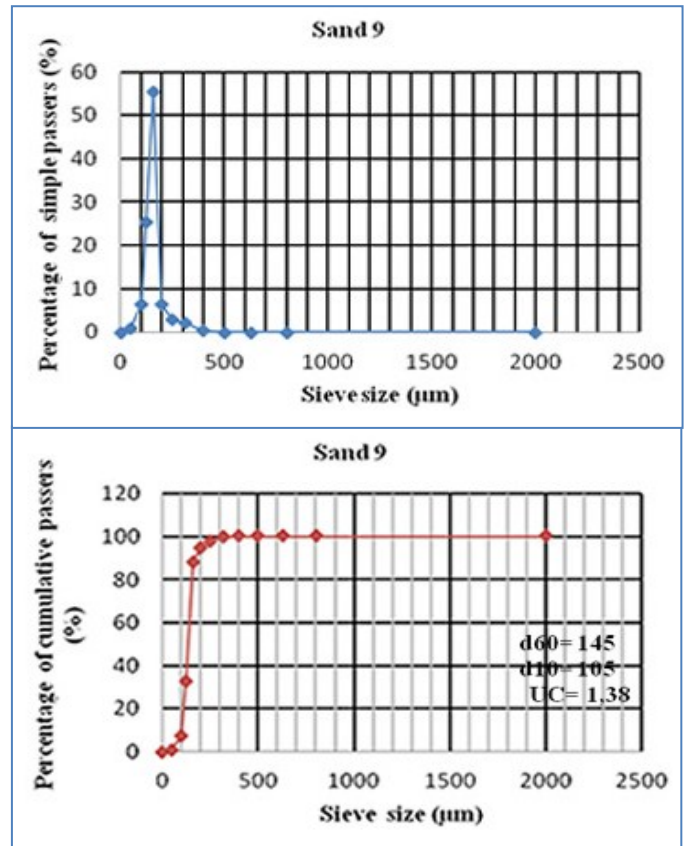 Sand 9
Percentage of simple passers (%)
60
50
40
30
20
10
0
0 500 1000 1500 2000 2500
Sieve size (µm)
Sand 9
Percentage of cumulative passers
(%)
120
100
80
60
40
20
0
d60= 145
d10= 105
UC= 1.38
0 500 1000 1500 2000 2500
Sieve size (µm)